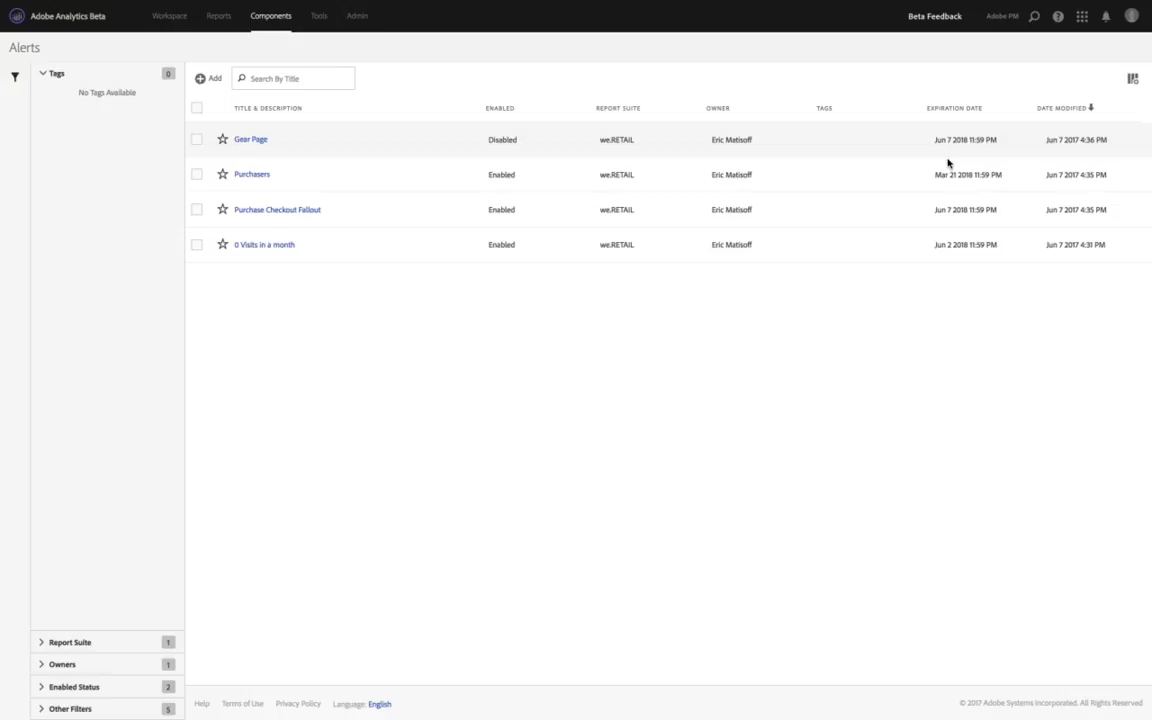 Adobe Analytics Beta Workspace Reports Components Tools Admin Beta Feedback Adobe PM
Alerts
Tags 0
No Tags Available
Add Search By Title
TITLE & DESCRIPTION ENABLED REPORT SUITE OWNER TAGS EXPIRATION DATE DATE MODIFIED
Gear Page Disabled we.RETAIL Eric Matisoff Jun 7 2018 11:59 PM Jun 7 2017 4:36 PM
Purchasers Enabled we.RETAIL Eric Matisoff Mar 21 2018 11:59 PM Jun 7 2017 4:35 PM
Purchase Checkout Fallout Enabled we.RETAIL Eric Matisoff Jun 7 2018 11:59 PM Jun 7 2017 4:35 PM
0 Visits in a month Enabled we.RETAIL Eric Matisoff Jun 2 2018 11:59 PM Jun 7 2017 4:31 PM
Report Suite 1
Owners 1
Enabled Status 2
Other Filters 5
Help Terms of Use Privacy Policy Language: English © 2017 Adobe Systems Incorporated. All Rights Reserved